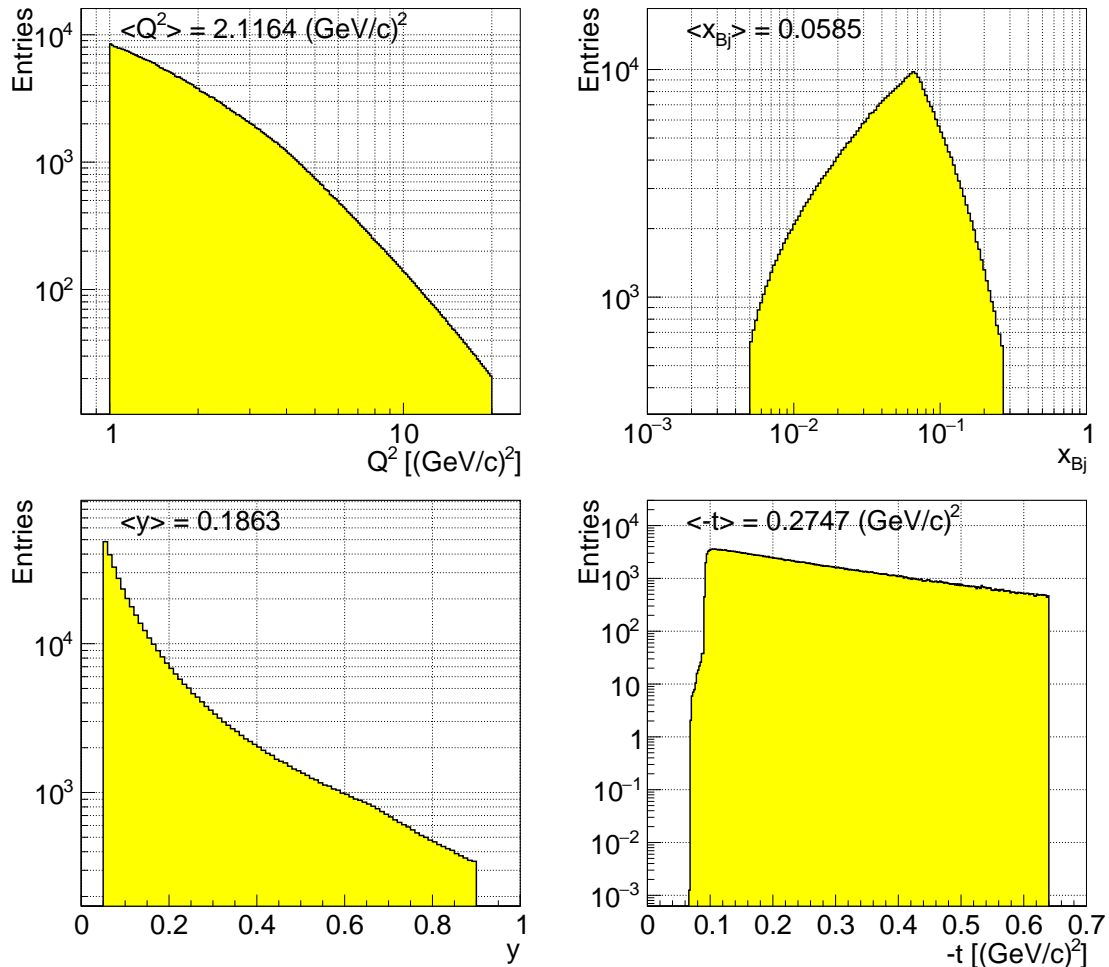 Entries
<Q²> = 2.1164 (GeV/c)²
10⁴
10³
10²
1
10
Q² [(GeV/c)²]
Entries
<x_Bj> = 0.0585
10⁴
10³
10⁻³
10⁻²
10⁻¹
1
x_Bj
Entries
<y> = 0.1863
10⁴
10³
0
0.2
0.4
0.6
0.8
1
y
Entries
<-t> = 0.2747 (GeV/c)²
10⁴
10³
10²
10
1
10⁻¹
10⁻²
10⁻³
0
0.1
0.2
0.3
0.4
0.5
0.6
0.7
-t [(GeV/c)²]